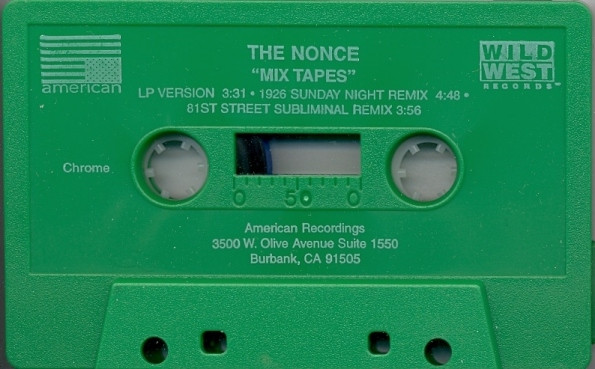 american
THE NONCE
"MIX TAPES"
LP VERSION 3:31 • 1926 SUNDAY NIGHT REMIX 4:48 •
81ST STREET SUBLIMINAL REMIX 3:56
WILD
WEST
RECORDS™
Chrome
0 50 0
American Recordings
3500 W. Olive Avenue Suite 1550
Burbank, CA 91505